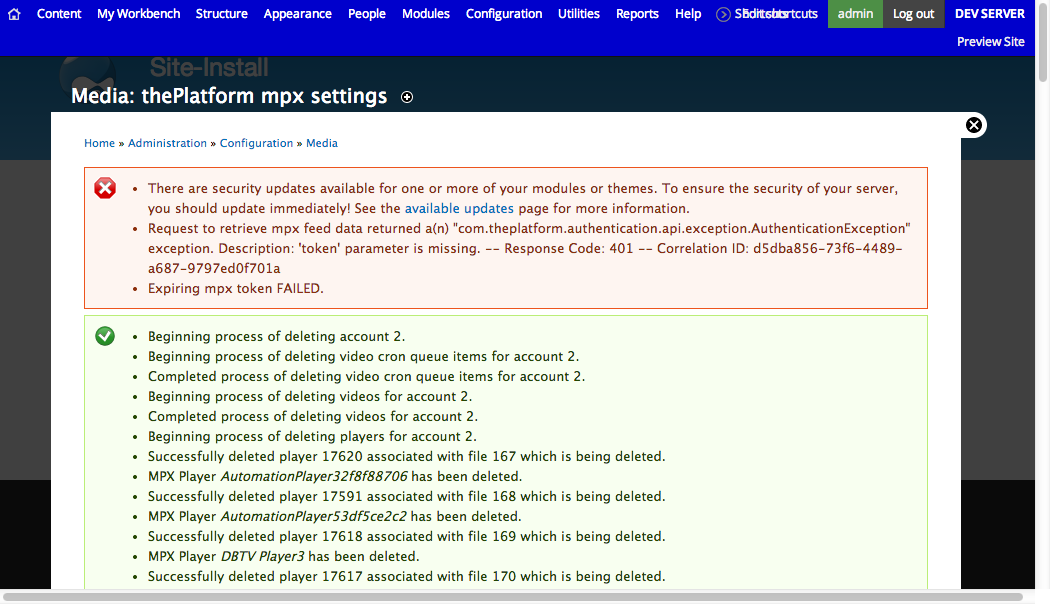 Content My Workbench Structure Appearance People Modules Configuration Utilities Reports Help admin Log out DEV SERVER
Preview Site
Site-Install
Media: thePlatform mpx settings
Home » Administration » Configuration » Media
• There are security updates available for one or more of your modules or themes. To ensure the security of your server,
you should update immediately! See the available updates page for more information.
• Request to retrieve mpx feed data returned a(n) "com.theplatform.authentication.api.exception.AuthenticationException"
exception. Description: 'token' parameter is missing. -- Response Code: 401 -- Correlation ID: d5dba856-73f6-4489-
a687-9797ed0f701a
• Expiring mpx token FAILED.
• Beginning process of deleting account 2.
• Beginning process of deleting video cron queue items for account 2.
• Completed process of deleting video cron queue items for account 2.
• Beginning process of deleting videos for account 2.
• Completed process of deleting videos for account 2.
• Beginning process of deleting players for account 2.
• Successfully deleted player 17620 associated with file 167 which is being deleted.
• MPX Player AutomationPlayer32f8f88706 has been deleted.
• Successfully deleted player 17591 associated with file 168 which is being deleted.
• MPX Player AutomationPlayer53df5ce2c2 has been deleted.
• Successfully deleted player 17618 associated with file 169 which is being deleted.
• MPX Player DBTV Player3 has been deleted.
• Successfully deleted player 17617 associated with file 170 which is being deleted.